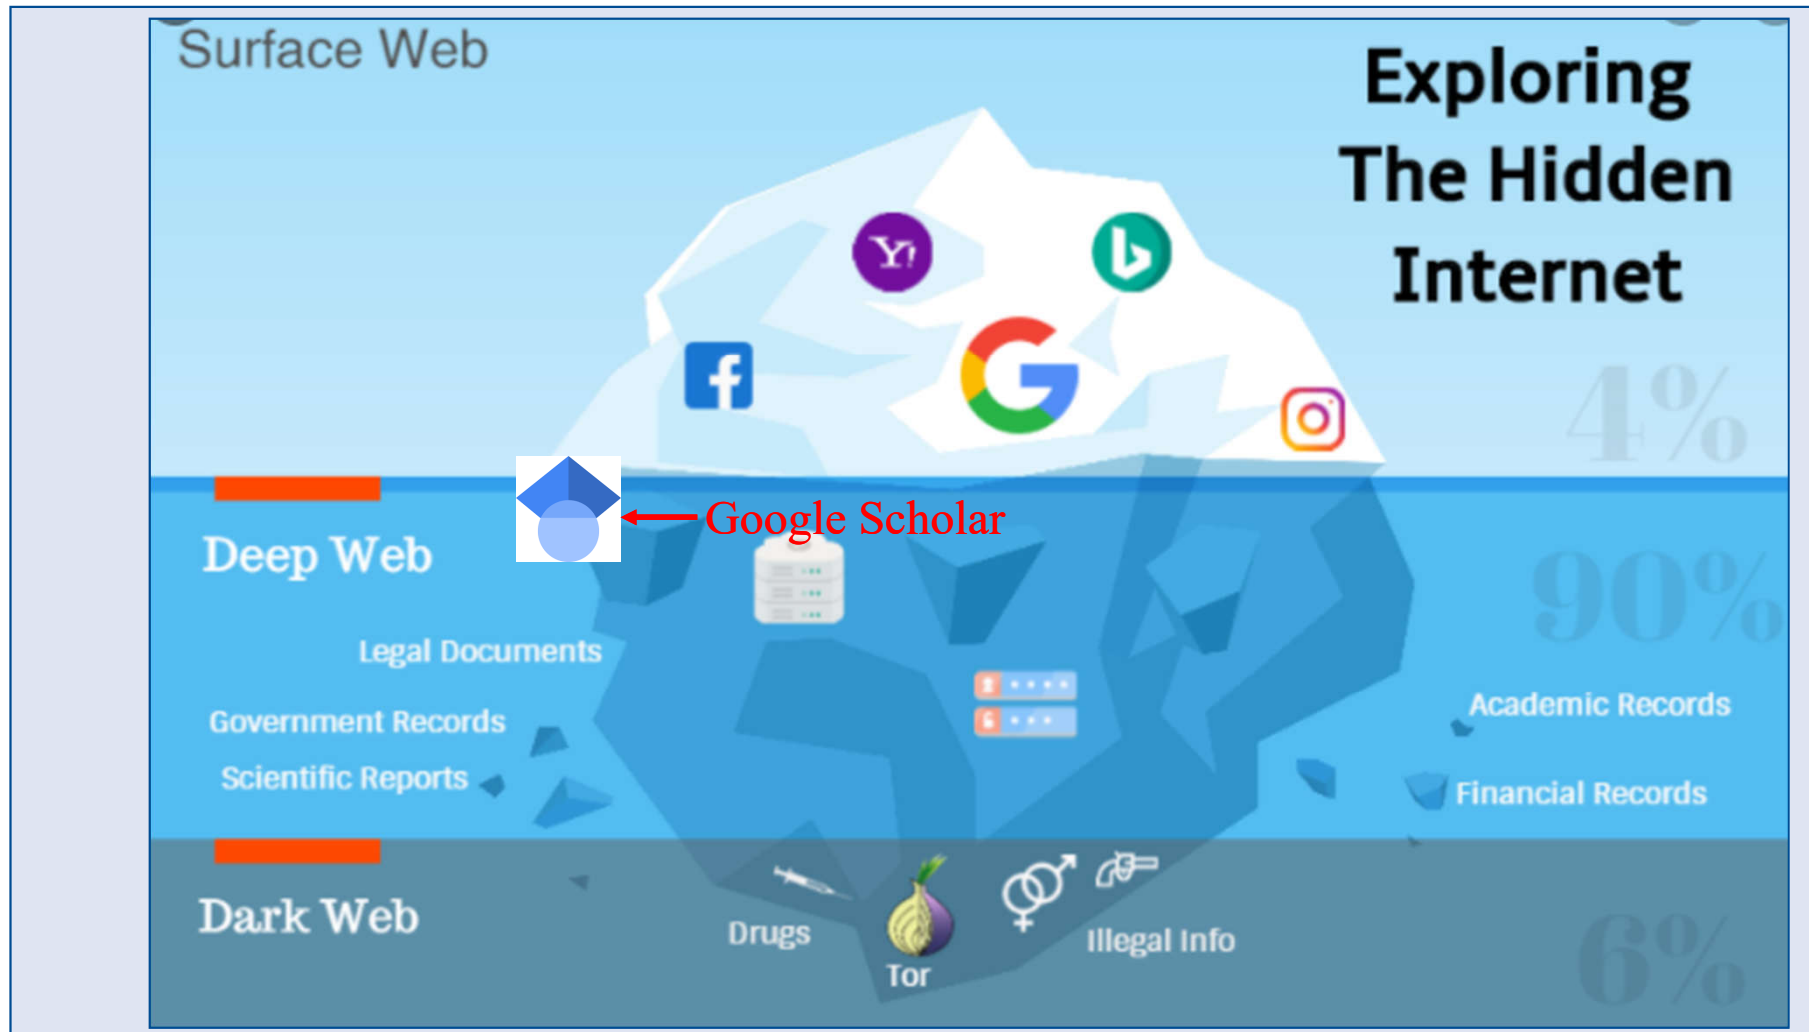 Surface Web
Exploring
The Hidden
Internet
Y!
4%
Google Scholar
Deep Web
90%
Legal Documents
Government Records
Academic Records
Scientific Reports
Financial Records
Dark Web
Drugs
Tor
Illegal Info
6%